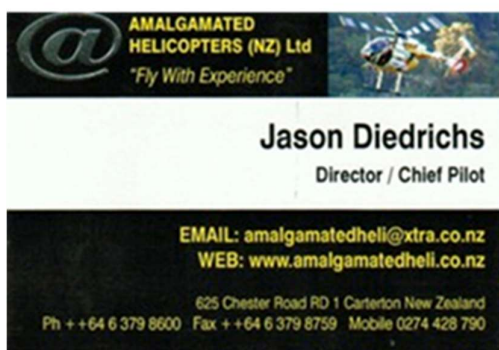 AMALGAMATED
HELICOPTERS (NZ) Ltd
"Fly With Experience"
Jason Diedrichs
Director / Chief Pilot
EMAIL: amalgamatedheli@xtra.co.nz
WEB: www.amalgamatedheli.co.nz
625 Chester Road RD 1 Carterton New Zealand
Ph ++64 6 379 8600 Fax ++64 6 379 8759 Mobile 0274 428 790